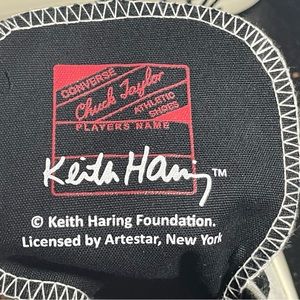 CONVERSE
Chuck Taylor
ATHLETIC
SHOES
PLAYERS NAME
Keith Haring™
© Keith Haring Foundation.
Licensed by Artestar, New York